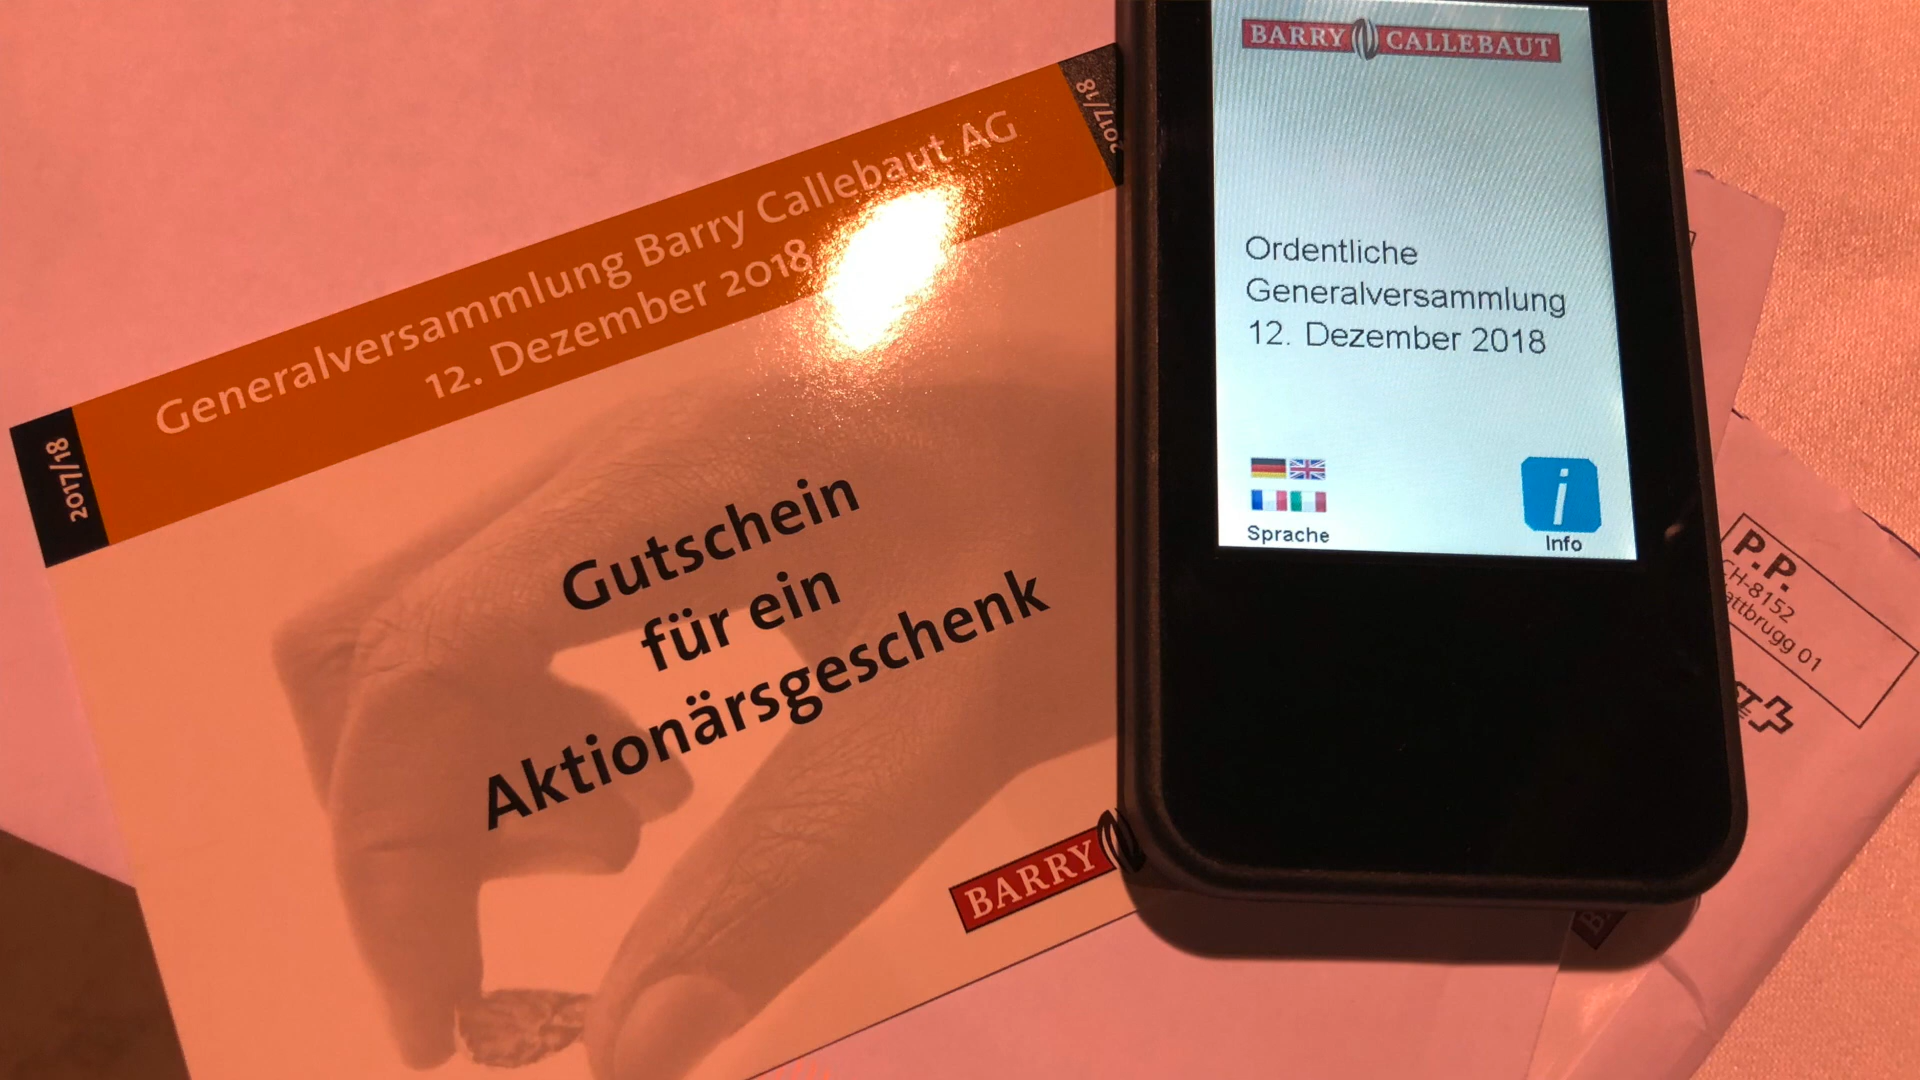 Generalversammlung Barry Callebaut AG
12. Dezember 2018
2017/18
2017/18
Gutschein
für ein
Aktionärsgeschenk
BARRY
BARRY CALLEBAUT
Ordentliche
Generalversammlung
12. Dezember 2018
Sprache
i
Info
P.P.
CH-8152
attbrugg 01